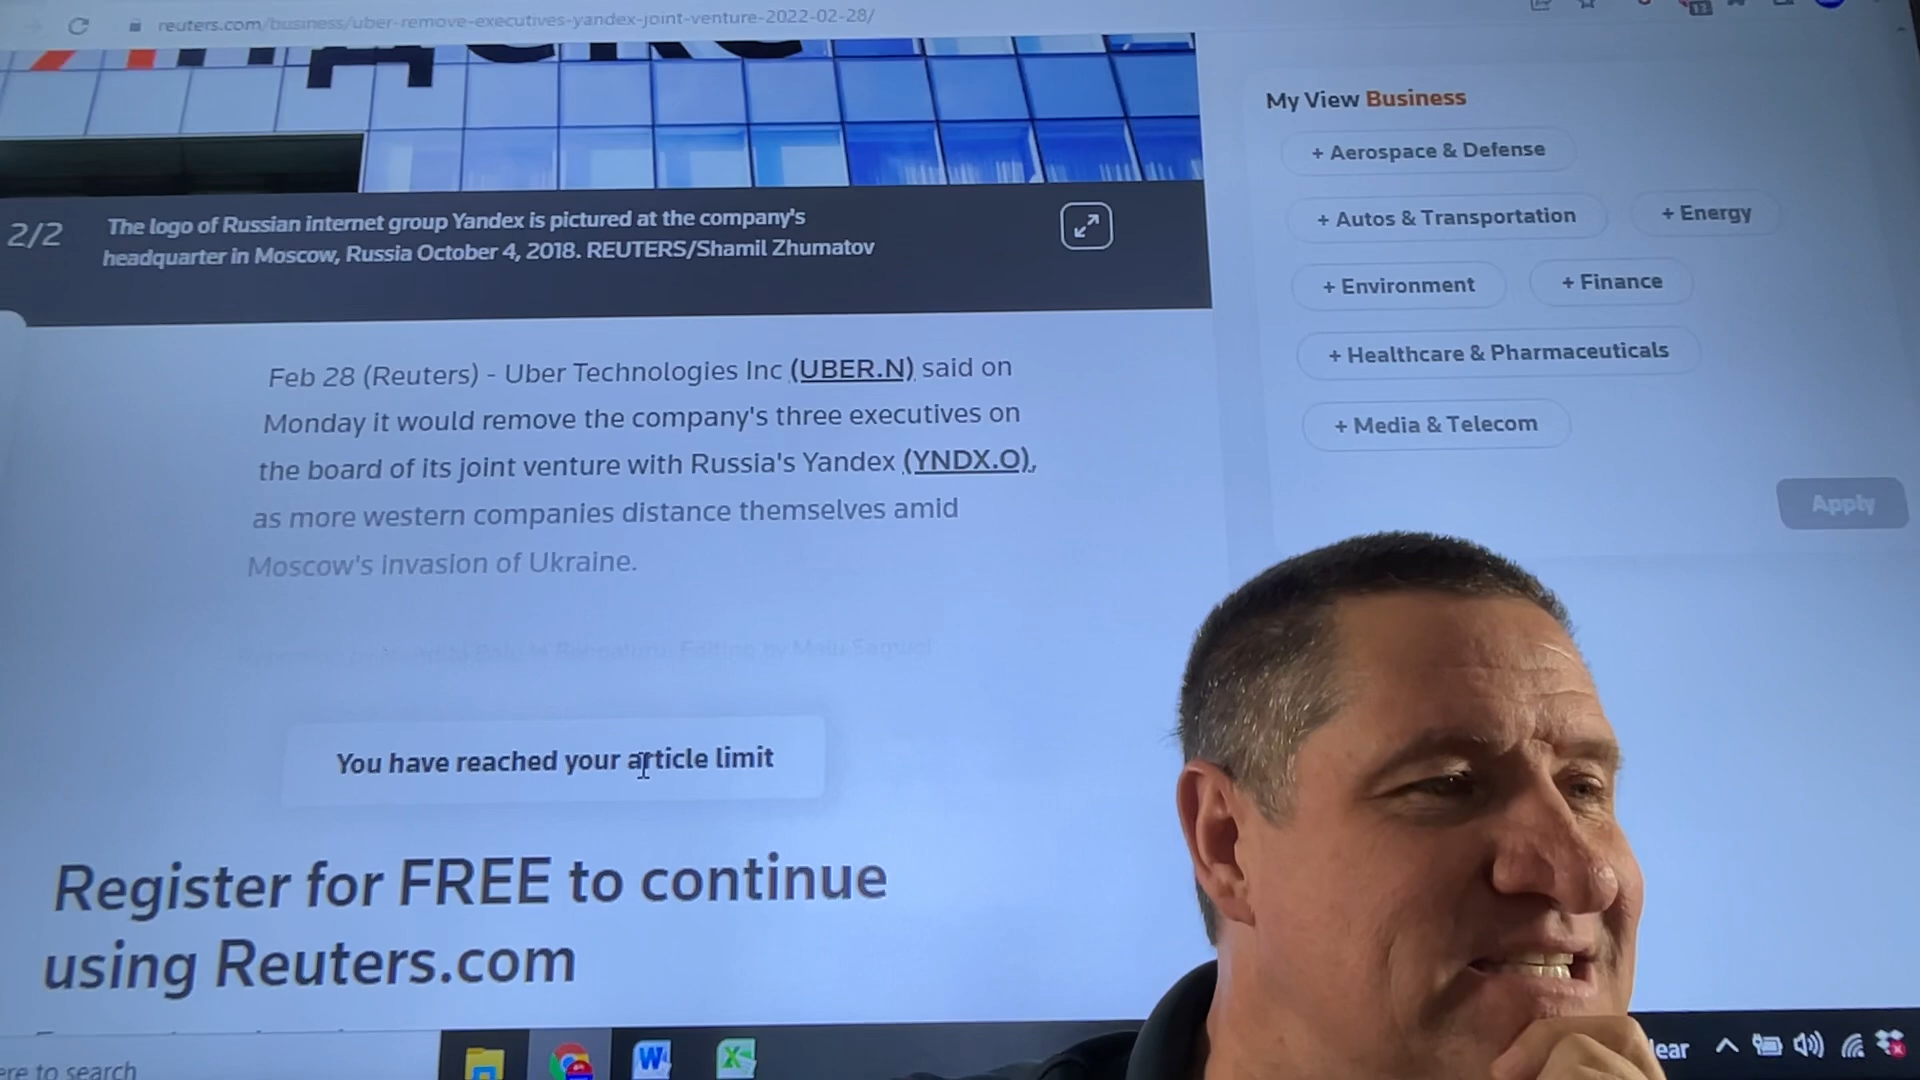 reuters.com/business/uber-remove-executives-yandex-joint-venture-2022-02-28/
2/2
The logo of Russian internet group Yandex is pictured at the company's
headquarter in Moscow, Russia October 4, 2018. REUTERS/Shamil Zhumatov
Feb 28 (Reuters) - Uber Technologies Inc (UBER.N) said on
Monday it would remove the company's three executives on
the board of its joint venture with Russia's Yandex (YNDX.O),
as more western companies distance themselves amid
Moscow's invasion of Ukraine.
You have reached your article limit
Register for FREE to continue
using Reuters.com
My View Business
+ Aerospace & Defense
+ Autos & Transportation
+ Energy
+ Environment
+ Finance
+ Healthcare & Pharmaceuticals
+ Media & Telecom
Apply
to search